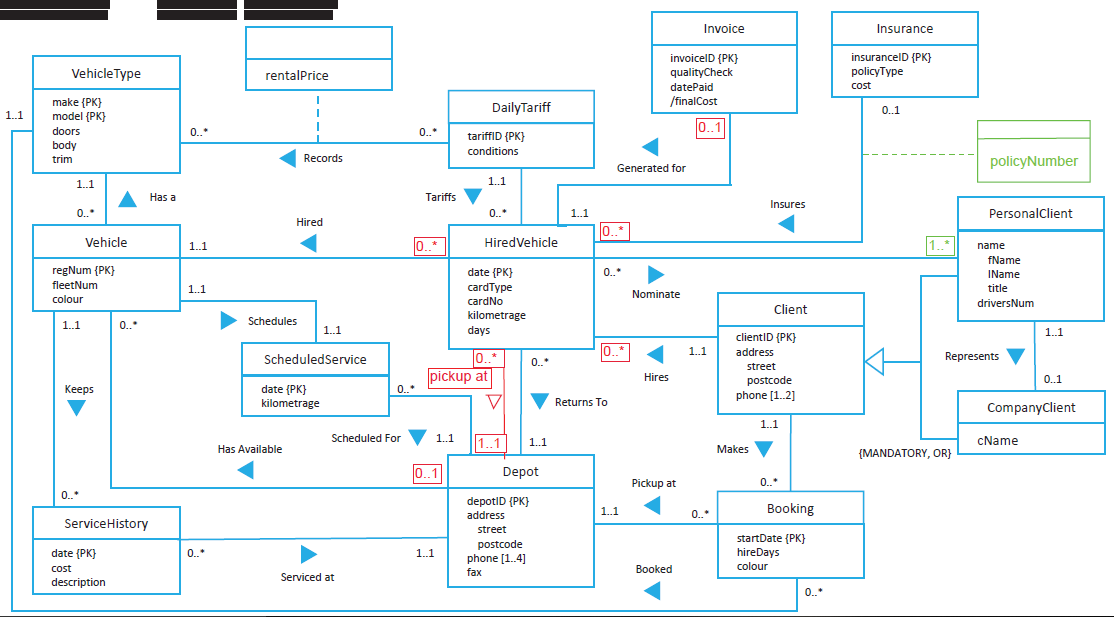 VehicleType
make {PK}
model {PK}
doors
body
trim
1..1
rentalPrice
0..*
0..*
Records
DailyTariff
tariffID {PK}
conditions
Invoice
invoiceID {PK}
qualityCheck
datePaid
/finalCost
0..1
Generated for
1..1
Insurance
insuranceID {PK}
policyType
cost
0..1
policyNumber
Insures
0..*
1..1
Has a
0..*
Tariffs
1..1
0..*
Vehicle
regNum {PK}
fleetNum
colour
1..1
Hired
0..*
HiredVehicle
date {PK}
cardType
cardNo
kilometrage
days
0..*
Nominate
1..*
PersonalClient
name
fName
lName
title
driversNum
1..1
Schedules
1..1
ScheduledService
date {PK}
kilometrage
0..*
Scheduled For
1..1
0..*
Hires
1..1
Client
clientID {PK}
address
street
postcode
phone [1..2]
1..1
Represents
0..1
CompanyClient
cName
{MANDATORY, OR}
1..1
Keeps
0..*
0..*
Has Available
0..1
0..*
pickup at
1..1
0..*
Returns To
1..1
1..1
Makes
0..*
Depot
depotID {PK}
address
street
postcode
phone [1..4]
fax
1..1
Pickup at
0..*
Booking
startDate {PK}
hireDays
colour
ServiceHistory
date {PK}
cost
description
0..*
Serviced at
1..1
Booked
0..*